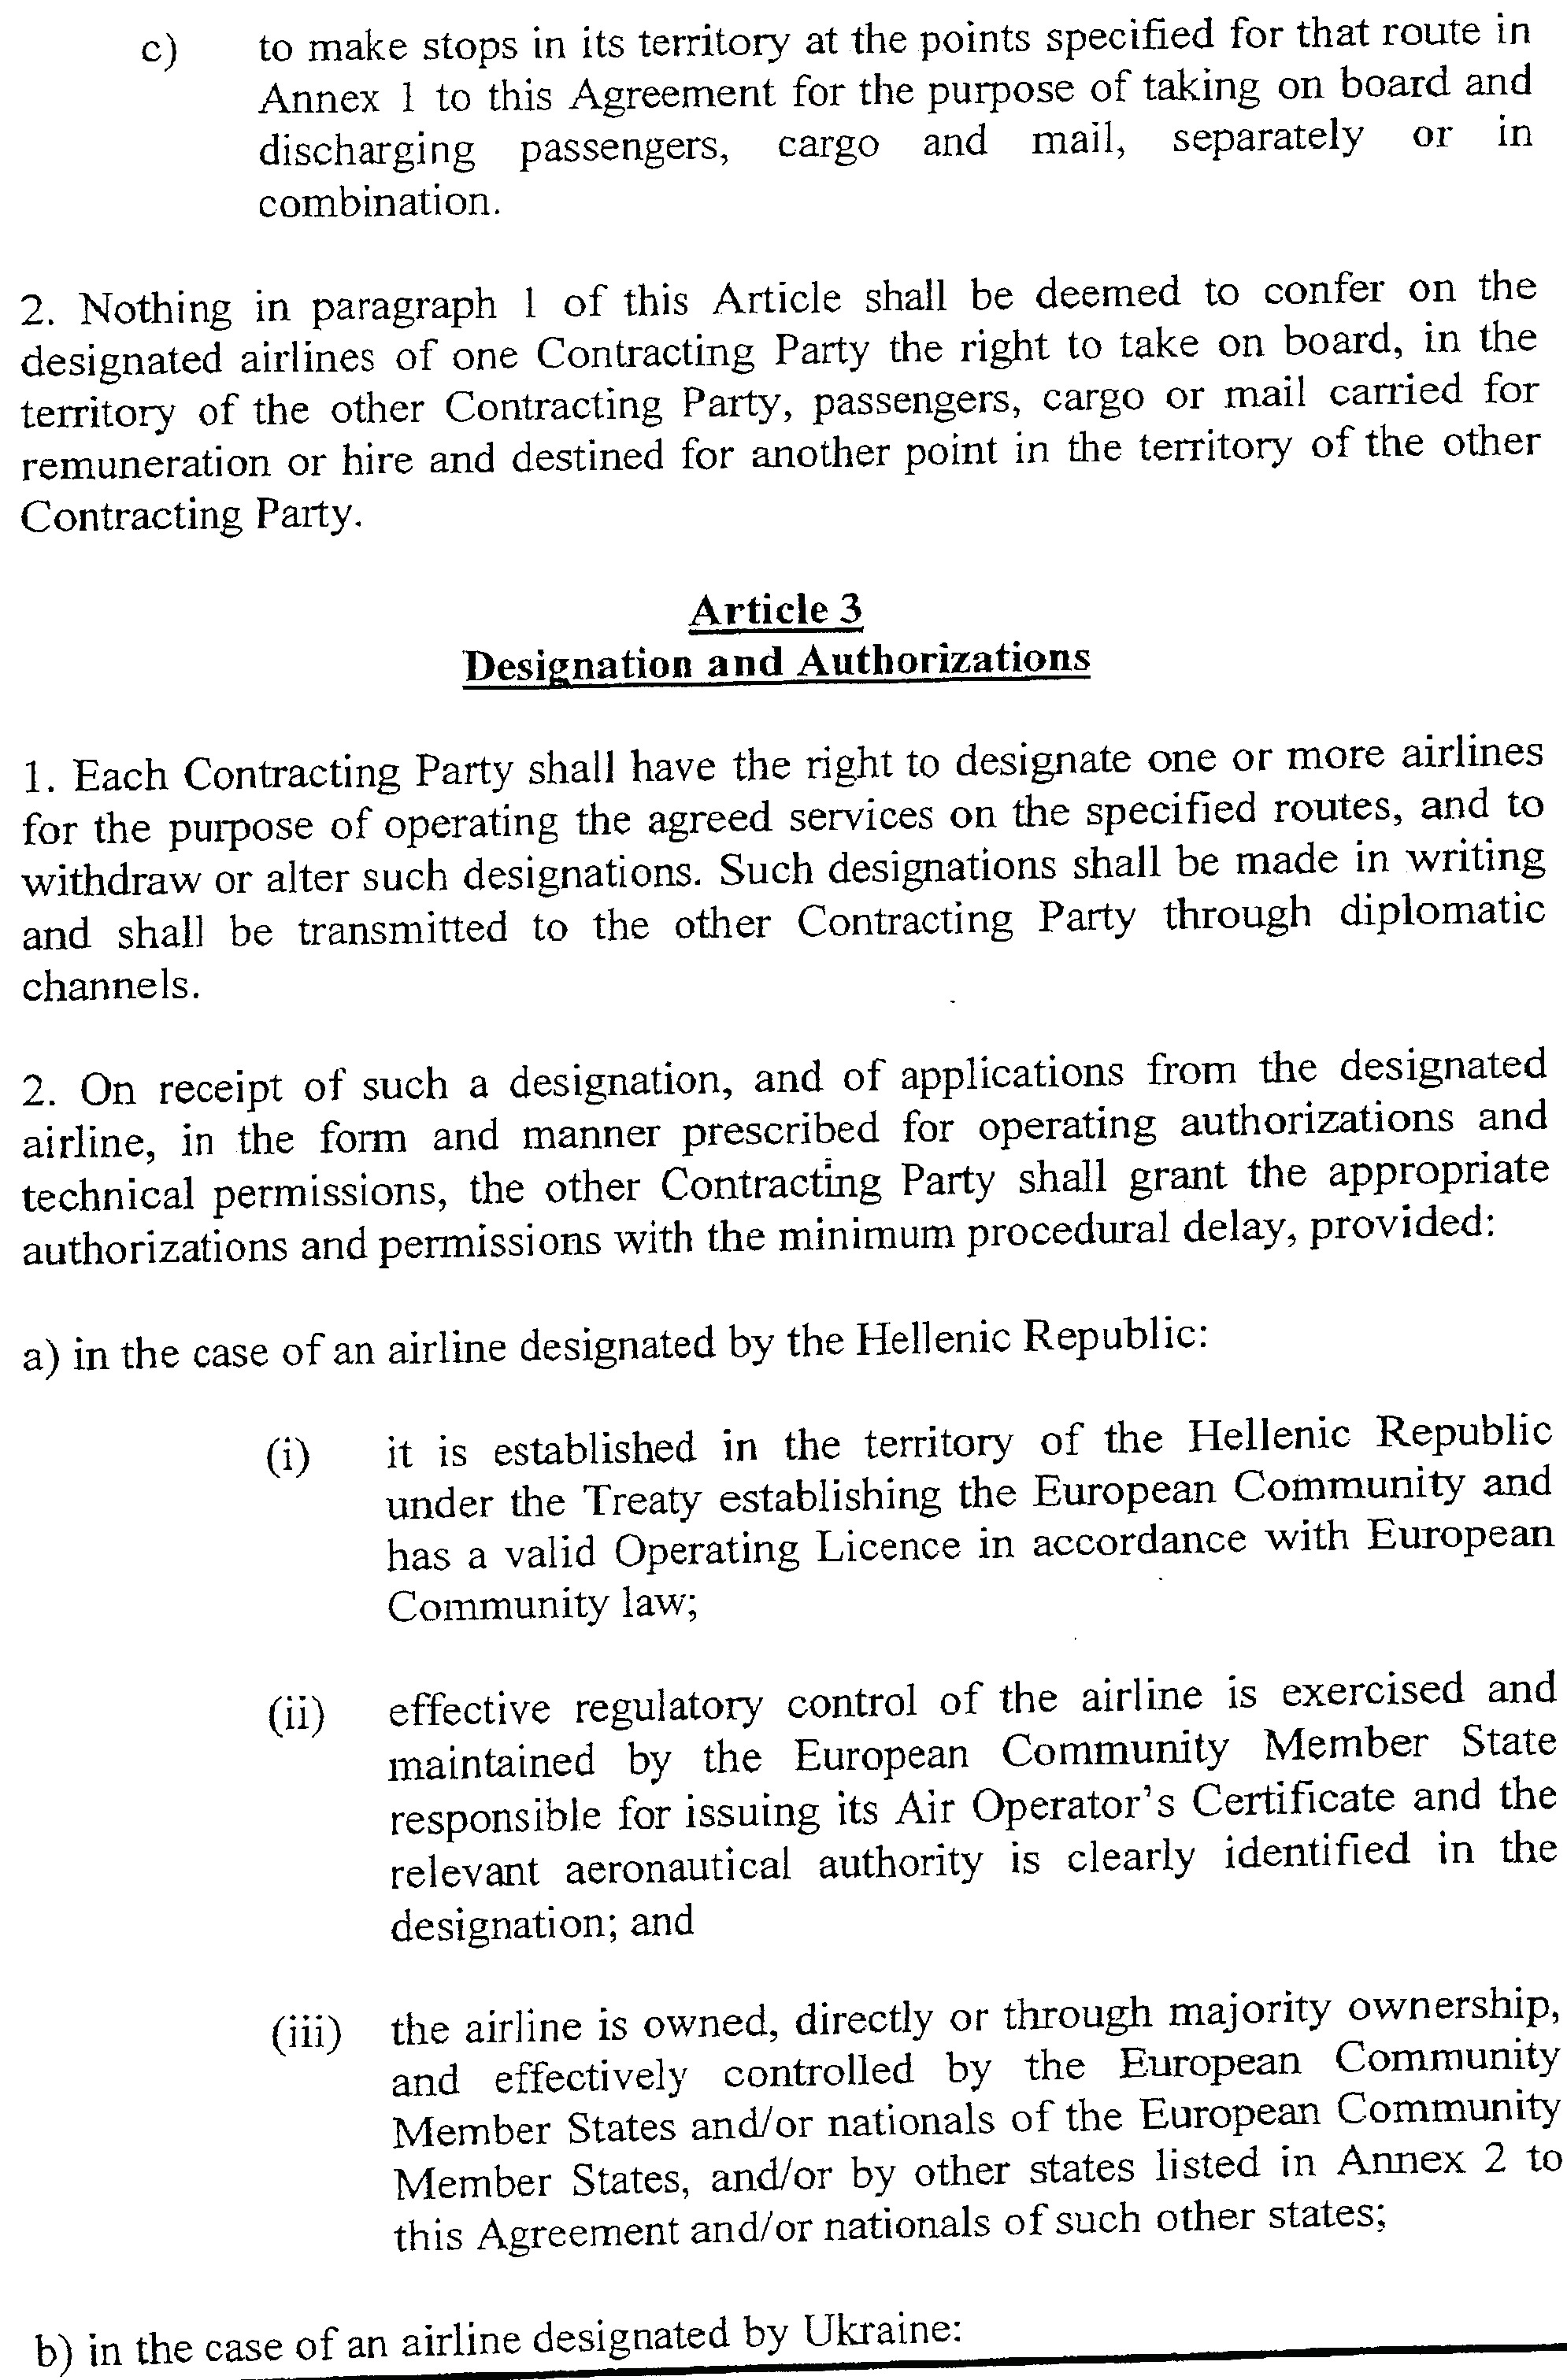 c) to make stops in its territory at the points specified for that route in
Annex 1 to this Agreement for the purpose of taking on board and
discharging passengers, cargo and mail, separately or in
combination.
2. Nothing in paragraph 1 of this Article shall be deemed to confer on the
designated airlines of one Contracting Party the right to take on board, in the
territory of the other Contracting Party, passengers, cargo or mail carried for
remuneration or hire and destined for another point in the territory of the other
Contracting Party.
Article 3
Designation and Authorizations
1. Each Contracting Party shall have the right to designate one or more airlines
for the purpose of operating the agreed services on the specified routes, and to
withdraw or alter such designations. Such designations shall be made in writing
and shall be transmitted to the other Contracting Party through diplomatic
channels.
2. On receipt of such a designation, and of applications from the designated
airline, in the form and manner prescribed for operating authorizations and
technical permissions, the other Contracting Party shall grant the appropriate
authorizations and permissions with the minimum procedural delay, provided:
a) in the case of an airline designated by the Hellenic Republic:
(i) it is established in the territory of the Hellenic Republic
under the Treaty establishing the European Community and
has a valid Operating Licence in accordance with European
Community law;
(ii) effective regulatory control of the airline is exercised and
maintained by the European Community Member State
responsible for issuing its Air Operator's Certificate and the
relevant aeronautical authority is clearly identified in the
designation; and
(iii) the airline is owned, directly or through majority ownership,
and effectively controlled by the European Community
Member States and/or nationals of the European Community
Member States, and/or by other states listed in Annex 2 to
this Agreement and/or nationals of such other states;
b) in the case of an airline designated by Ukraine: